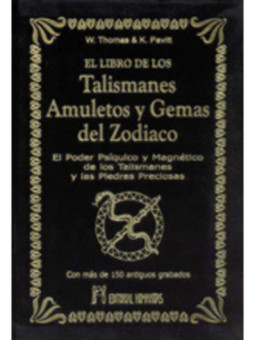 W. Thomas & K. Pavitt
EL LIBRO DE LOS
Talismanes
Amuletos y Gemas
del Zodiaco
El Poder Psíquico y Magnético
de los Talismanes
y las Piedras Preciosas
Con más de 150 antiguos grabados
EDITORIAL HUMANITAS